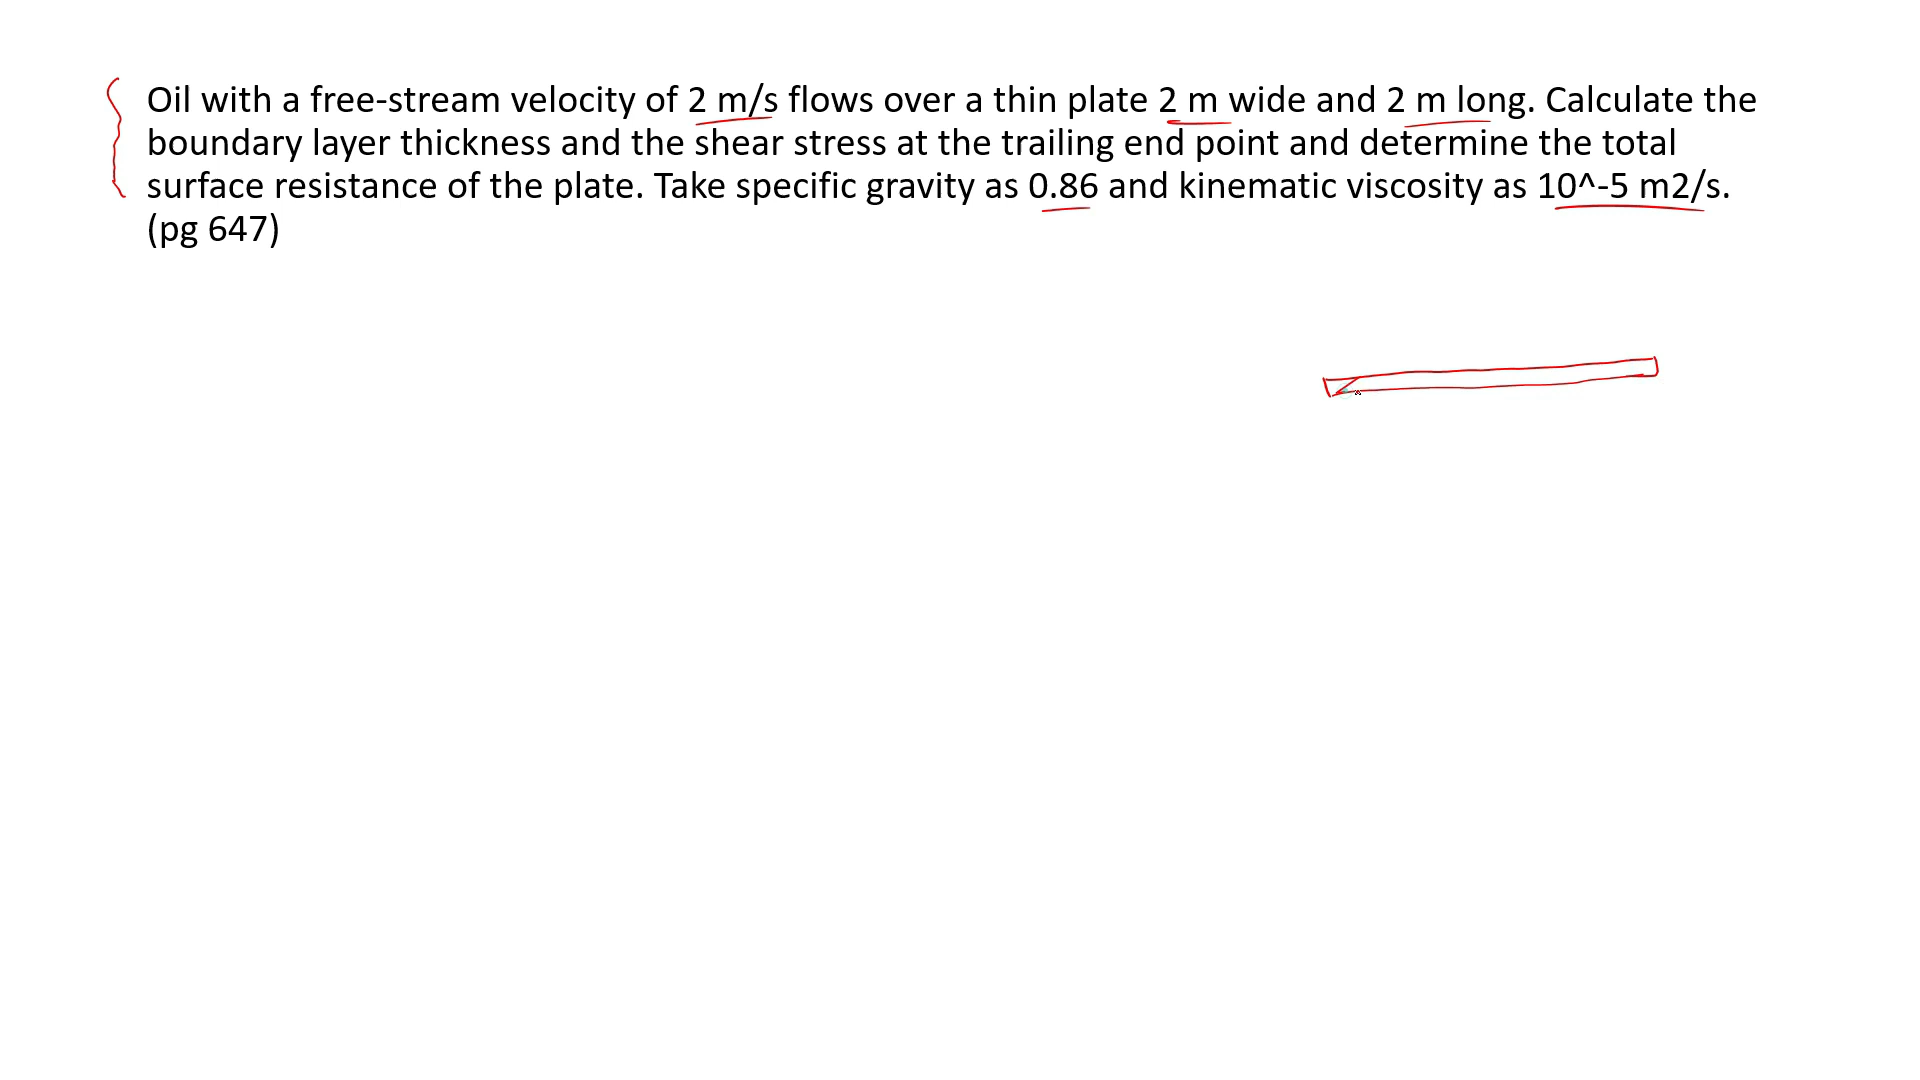 Oil with a free-stream velocity of 2 m/s flows over a thin plate 2 m wide and 2 m long. Calculate the
boundary layer thickness and the shear stress at the trailing end point and determine the total
surface resistance of the plate. Take specific gravity as 0.86 and kinematic viscosity as 10^-5 m2/s.
(pg 647)